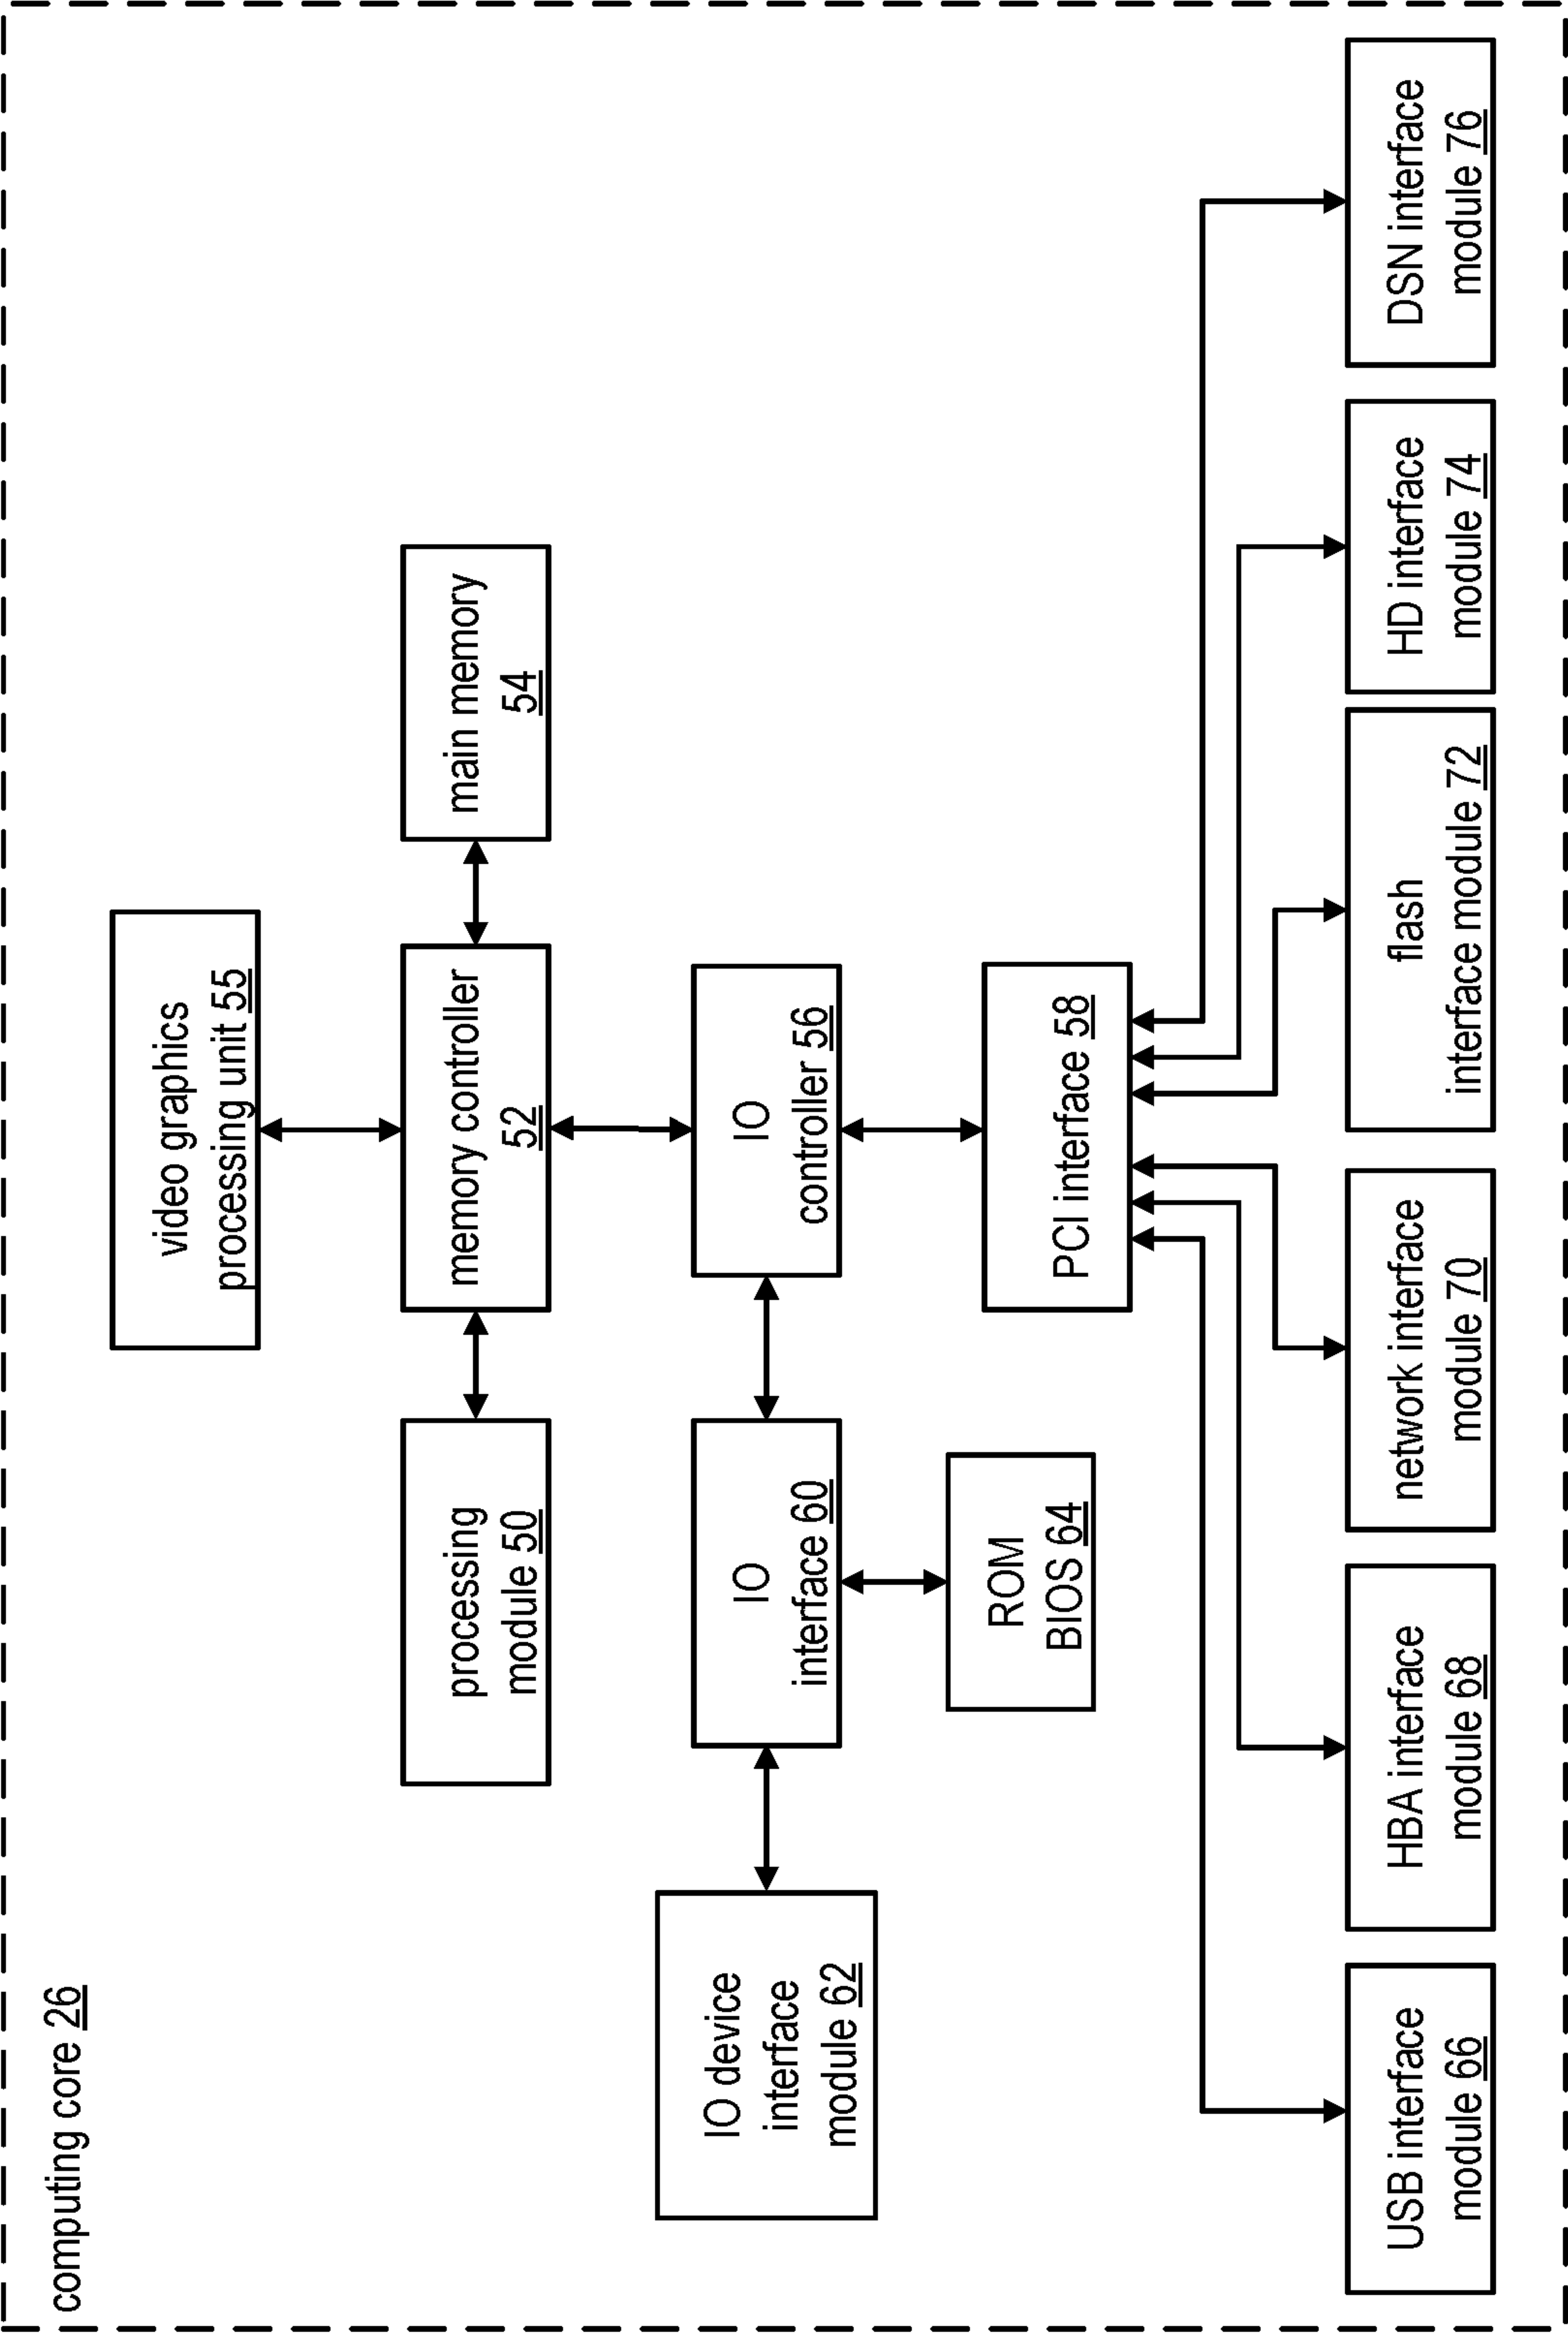 computing core 26
video graphics
processing unit 55
processing
module 50
memory controller
52
main memory
54
IO device
interface
module 62
IO
interface 60
IO
controller 56
ROM
BIOS 64
PCI interface 58
USB interface
module 66
HBA interface
module 68
network interface
module 70
flash
interface module 72
HD interface
module 74
DSN interface
module 76